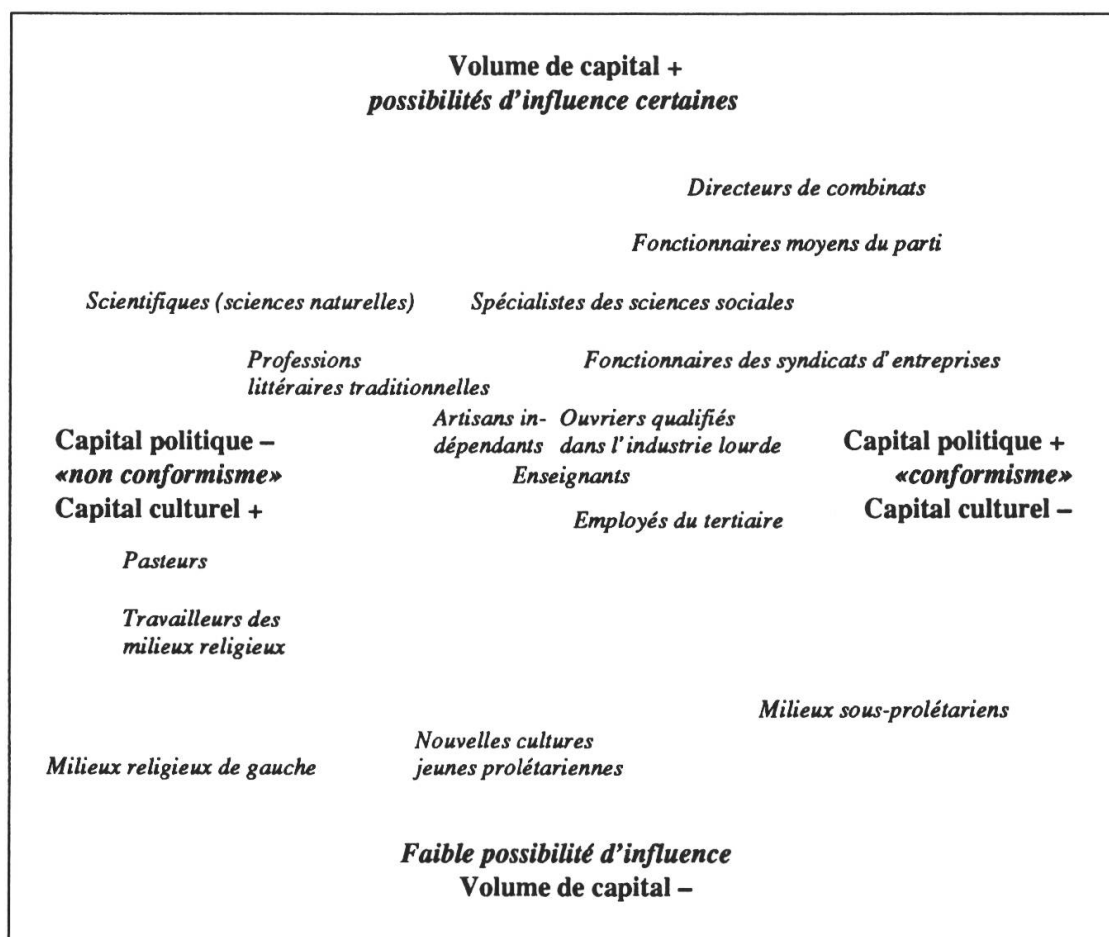 Volume de capital +
possibilités d'influence certaines
Directeurs de combinats
Fonctionnaires moyens du parti
Scientifiques (sciences naturelles)
Spécialistes des sciences sociales
Professions
littéraires traditionnelles
Fonctionnaires des syndicats d'entreprises
Artisans in-
dépendants
Ouvriers qualifiés
dans l'industrie lourde
Capital politique –
«non conformisme»
Capital culturel +
Enseignants
Capital politique +
«conformisme»
Capital culturel –
Employés du tertiaire
Pasteurs
Travailleurs des
milieux religieux
Milieux sous-prolétariens
Nouvelles cultures
jeunes prolétariennes
Milieux religieux de gauche
Faible possibilité d'influence
Volume de capital –